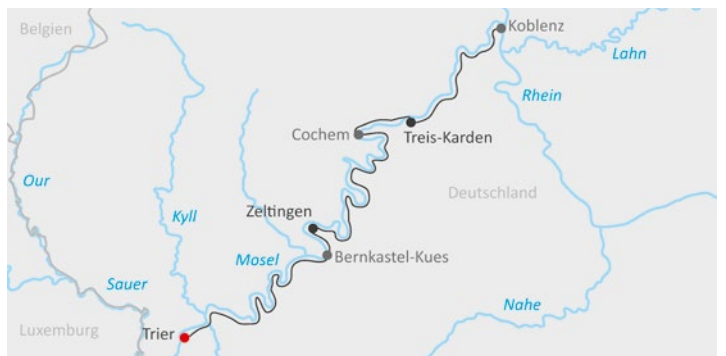 Belgien
Koblenz
Lahn
Rhein
Cochem
Treis-Karden
Our
Deutschland
Kyll
Zeltingen
Mosel
Bernkastel-Kues
Sauer
Nahe
Luxemburg
Trier